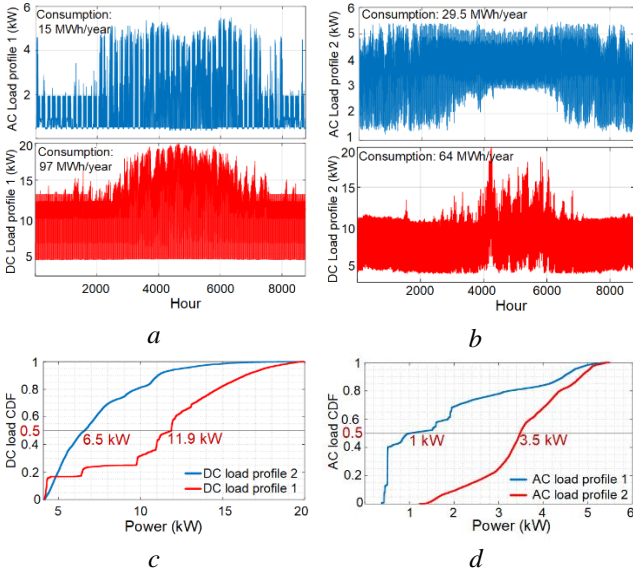 Consumption:
15 MWh/year
AC Load profile 1 (kW)
6
4
2
0
Consumption:
97 MWh/year
DC Load profile 1 (kW)
20
15
10
5
2000 4000 6000 8000
Hour
a
Consumption: 29.5 MWh/year
AC Load profile 2 (kW)
6
5
4
3
2
1
Consumption: 64 MWh/year
DC Load profile 2 (kW)
20
15
10
5
2000 4000 6000 8000
Hour
b
DC load CDF
1
0.8
0.6
0.5
0.4
0.2
0
6.5 kW 11.9 kW
DC load profile 2
DC load profile 1
5 10 15 20
Power (kW)
c
AC load CDF
1
0.8
0.6
0.5
0.4
0.2
0
1 kW 3.5 kW
AC load profile 1
AC load profile 2
0 1 2 3 4 5 6
Power (kW)
d